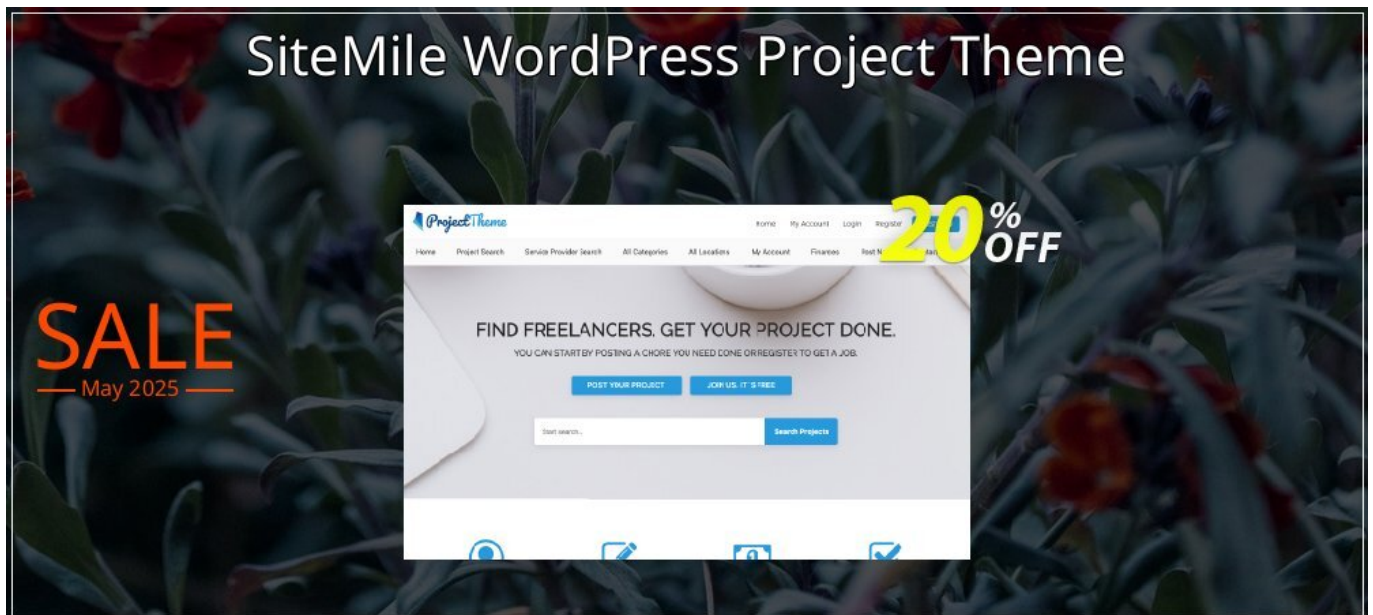 SiteMile WordPress Project Theme
20% OFF
ProjectTheme
Home My Account Login Register
Home Project Search Service Provider Search All Categories All Locations My Account Finances Post
SALE
May 2025
FIND FREELANCERS. GET YOUR PROJECT DONE.
YOU CAN START BY POSTING A CHORE YOU NEED DONE OR REGISTER TO GET A JOB.
POST YOUR PROJECT JOIN US. IT'S FREE
Start search... Search Projects